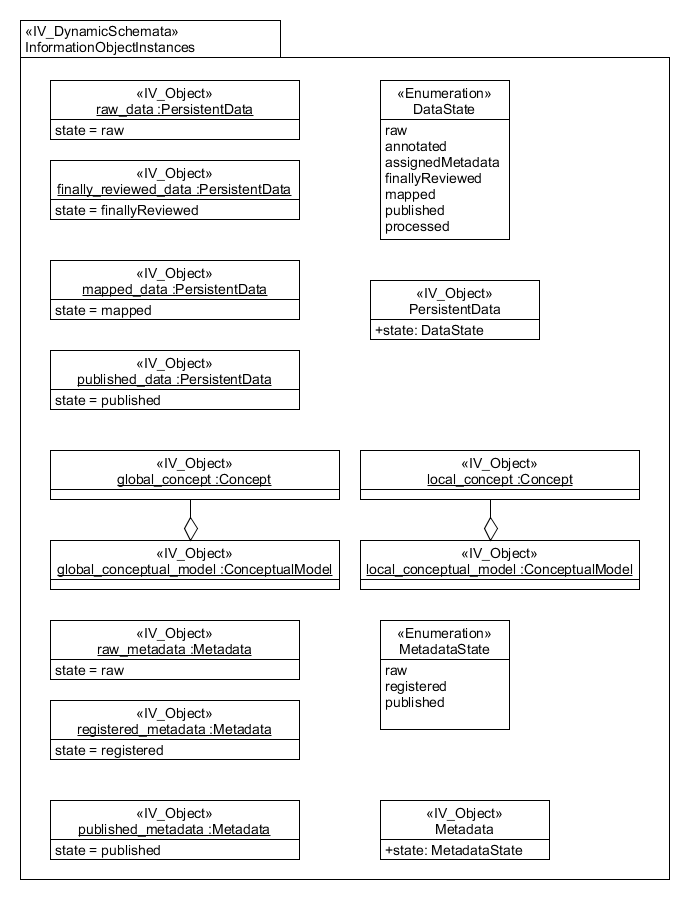 «IV_DynamicSchemata»
InformationObjectInstances
«IV_Object»
raw_data :PersistentData
state = raw
«IV_Object»
finally_reviewed_data :PersistentData
state = finallyReviewed
«IV_Object»
mapped_data :PersistentData
state = mapped
«IV_Object»
published_data :PersistentData
state = published
«Enumeration»
DataState
raw
annotated
assignedMetadata
finallyReviewed
mapped
published
processed
«IV_Object»
PersistentData
+state: DataState
«IV_Object»
global_concept :Concept
«IV_Object»
local_concept :Concept
«IV_Object»
global_conceptual_model :ConceptualModel
«IV_Object»
local_conceptual_model :ConceptualModel
«IV_Object»
raw_metadata :Metadata
state = raw
«IV_Object»
registered_metadata :Metadata
state = registered
«IV_Object»
published_metadata :Metadata
state = published
«Enumeration»
MetadataState
raw
registered
published
«IV_Object»
Metadata
+state: MetadataState